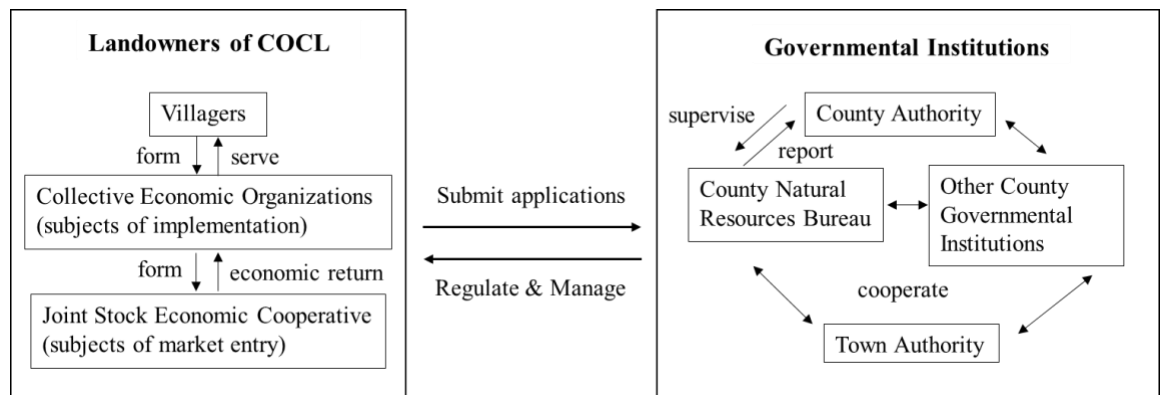 Landowners of COCL
Villagers
form
serve
Collective Economic Organizations
(subjects of implementation)
form
economic return
Joint Stock Economic Cooperative
(subjects of market entry)
Submit applications
Regulate & Manage
Governmental Institutions
supervise
County Authority
report
County Natural
Resources Bureau
Other County
Governmental
Institutions
cooperate
Town Authority